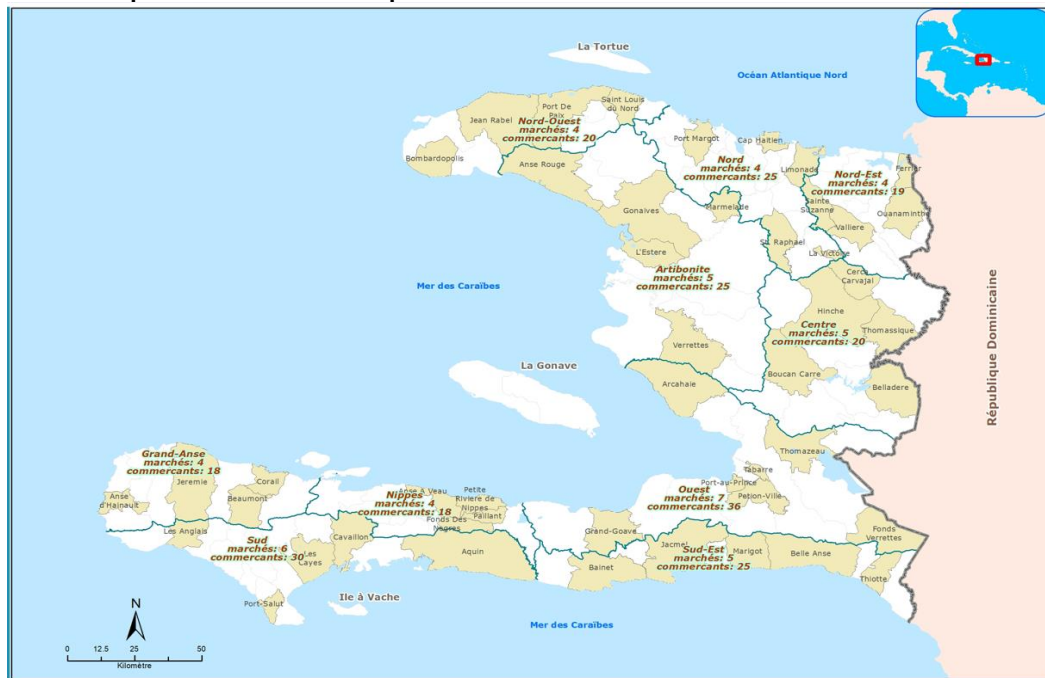 La Tortue
Océan Atlantique Nord
Saint Louis
du Nord
Port De
Paix
Jean Rabel
Nord-Ouest
marchés: 4
commercants: 20
Bombardopolis
Anse Rouge
Port Margot
Cap Haitien
Nord
marchés: 4
commercants: 25
Limonade
Ferrier
Nord-Est
marchés: 4
commercants: 19
Sainte
Suzanne
Ouanaminthe
Valliere
Marmelade
Gonaives
St. Raphael
La Victoire
L'Estere
Artibonite
marchés: 5
commercants: 25
Cerca
Carvajal
Mer des Caraïbes
Hinche
Centre
marchés: 5
commercants: 20
Thomassique
Verrettes
Boucan Carre
Belladere
La Gonave
Arcahaie
République Dominicaine
Thomazeau
Grand-Anse
marchés: 4
commercants: 18
Jeremie
Corail
Beaumont
Anse
d'Hainault
Tabarre
Port-au-Prince
Petion-Ville
Ouest
marchés: 7
commercants: 36
Anse A Veau
Nippes
marchés: 4
commercants: 18
Petite
Riviere de
Nippes
Paillant
Fonds Des
Negres
Grand-Goave
Fonds
Verrettes
Les Anglais
Sud
marchés: 6
commercants: 30
Cavaillon
Les
Cayes
Aquin
Jacmel
Sud-Est
marchés: 5
commercants: 25
Marigot
Belle Anse
Bainet
Thiotte
Port-Salut
Ile à Vache
Mer des Caraïbes
N
0 12.5 25 50
Kilomètre